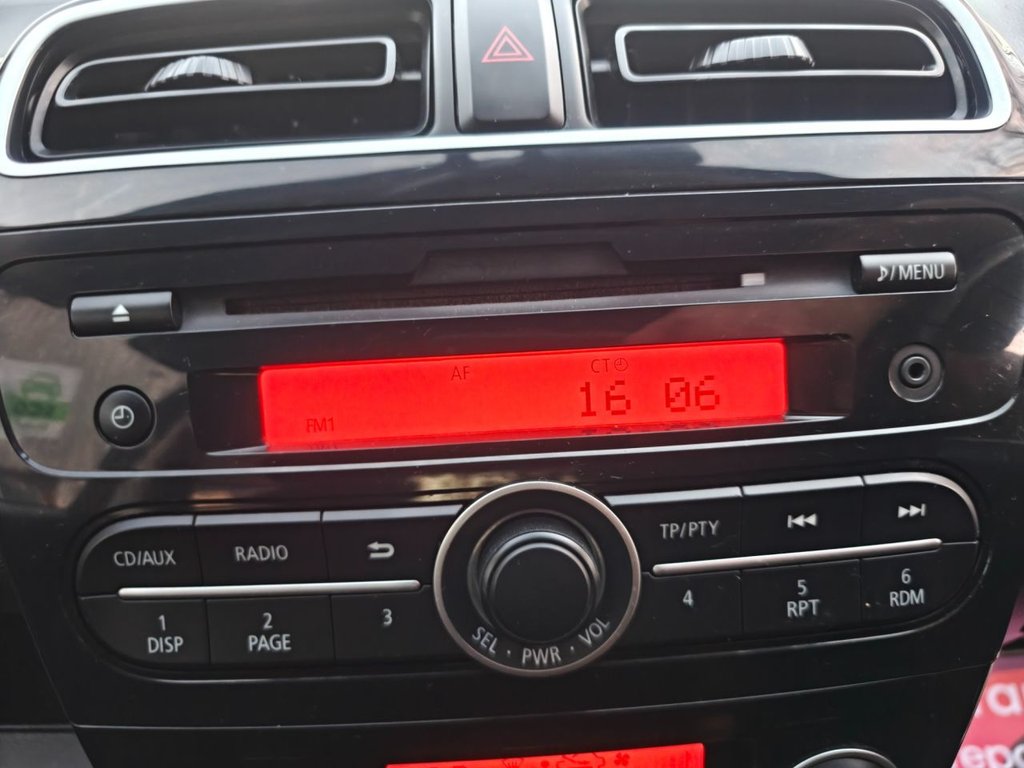 ♪/MENU
AF
CT
FM1
16 06
CD/AUX
RADIO
TP/PTY
1
DISP
2
PAGE
3
4
5
RPT
6
RDM
SEL · PWR · VOL